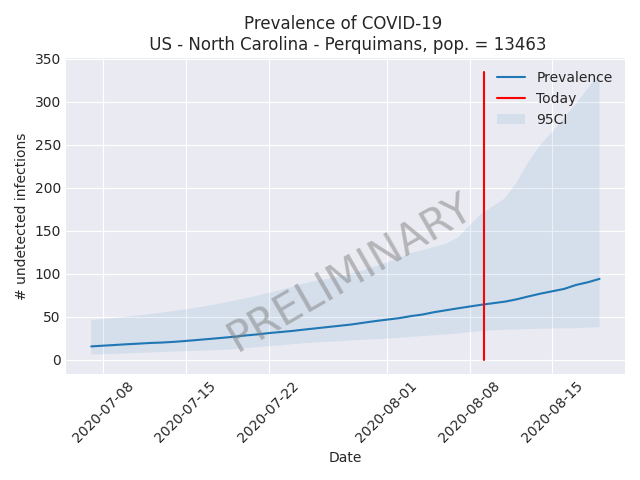 Prevalence of COVID-19
US - North Carolina - Perquimans, pop. = 13463
350
300
250
200
150
100
50
0
# undetected infections
Prevalence
Today
95CI
PRELIMINARY
2020-07-08
2020-07-15
2020-07-22
2020-08-01
2020-08-08
2020-08-15
Date